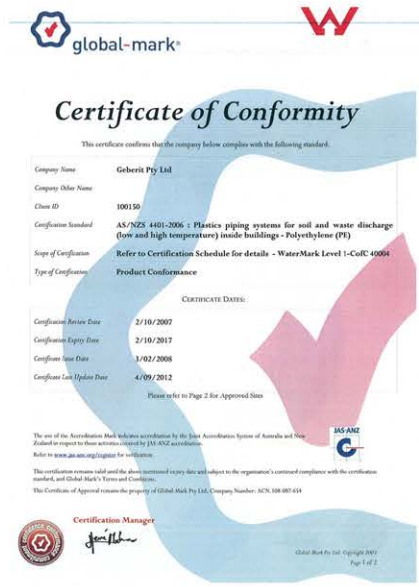 global-mark®
Certificate of Conformity
This certificate confirms that the company below complies with the following standard.
Company Name Geberit Pty Ltd
Company Other Name
Client ID 100150
Certification Standard AS/NZS 4401-2006 : Plastics piping systems for soil and waste discharge
(low and high temperature) inside buildings - Polyethylene (PE)
Scope of Certification Refer to Certification Schedule for details - WaterMark Level 1-CofC 40004
Type of Certification Product Conformance
CERTIFICATE DATES:
Certification Review Date 2/10/2007
Certification Expiry Date 2/10/2017
Certificate Issue Date 3/02/2008
Certificate Last Update Date 4/09/2012
Please refer to Page 2 for Approved Sites
JAS-ANZ
The use of the Accreditation Mark indicates accreditation by the Joint Accreditation System of Australia and New
Zealand in respect to those activities covered by JAS-ANZ accreditation.
Refer to www.jas-anz.org/register for verification.
This certification remains valid until the above mentioned expiry date and subject to the organisation's continued compliance with the certification
standard, and Global-Mark's Terms and Conditions.
This Certificate of Approval remains the property of Global-Mark Pty Ltd, Company Number: ACN: 108-087-654
Certification Manager
Global-Mark Pty Ltd. Copyright
Page 1 of 2